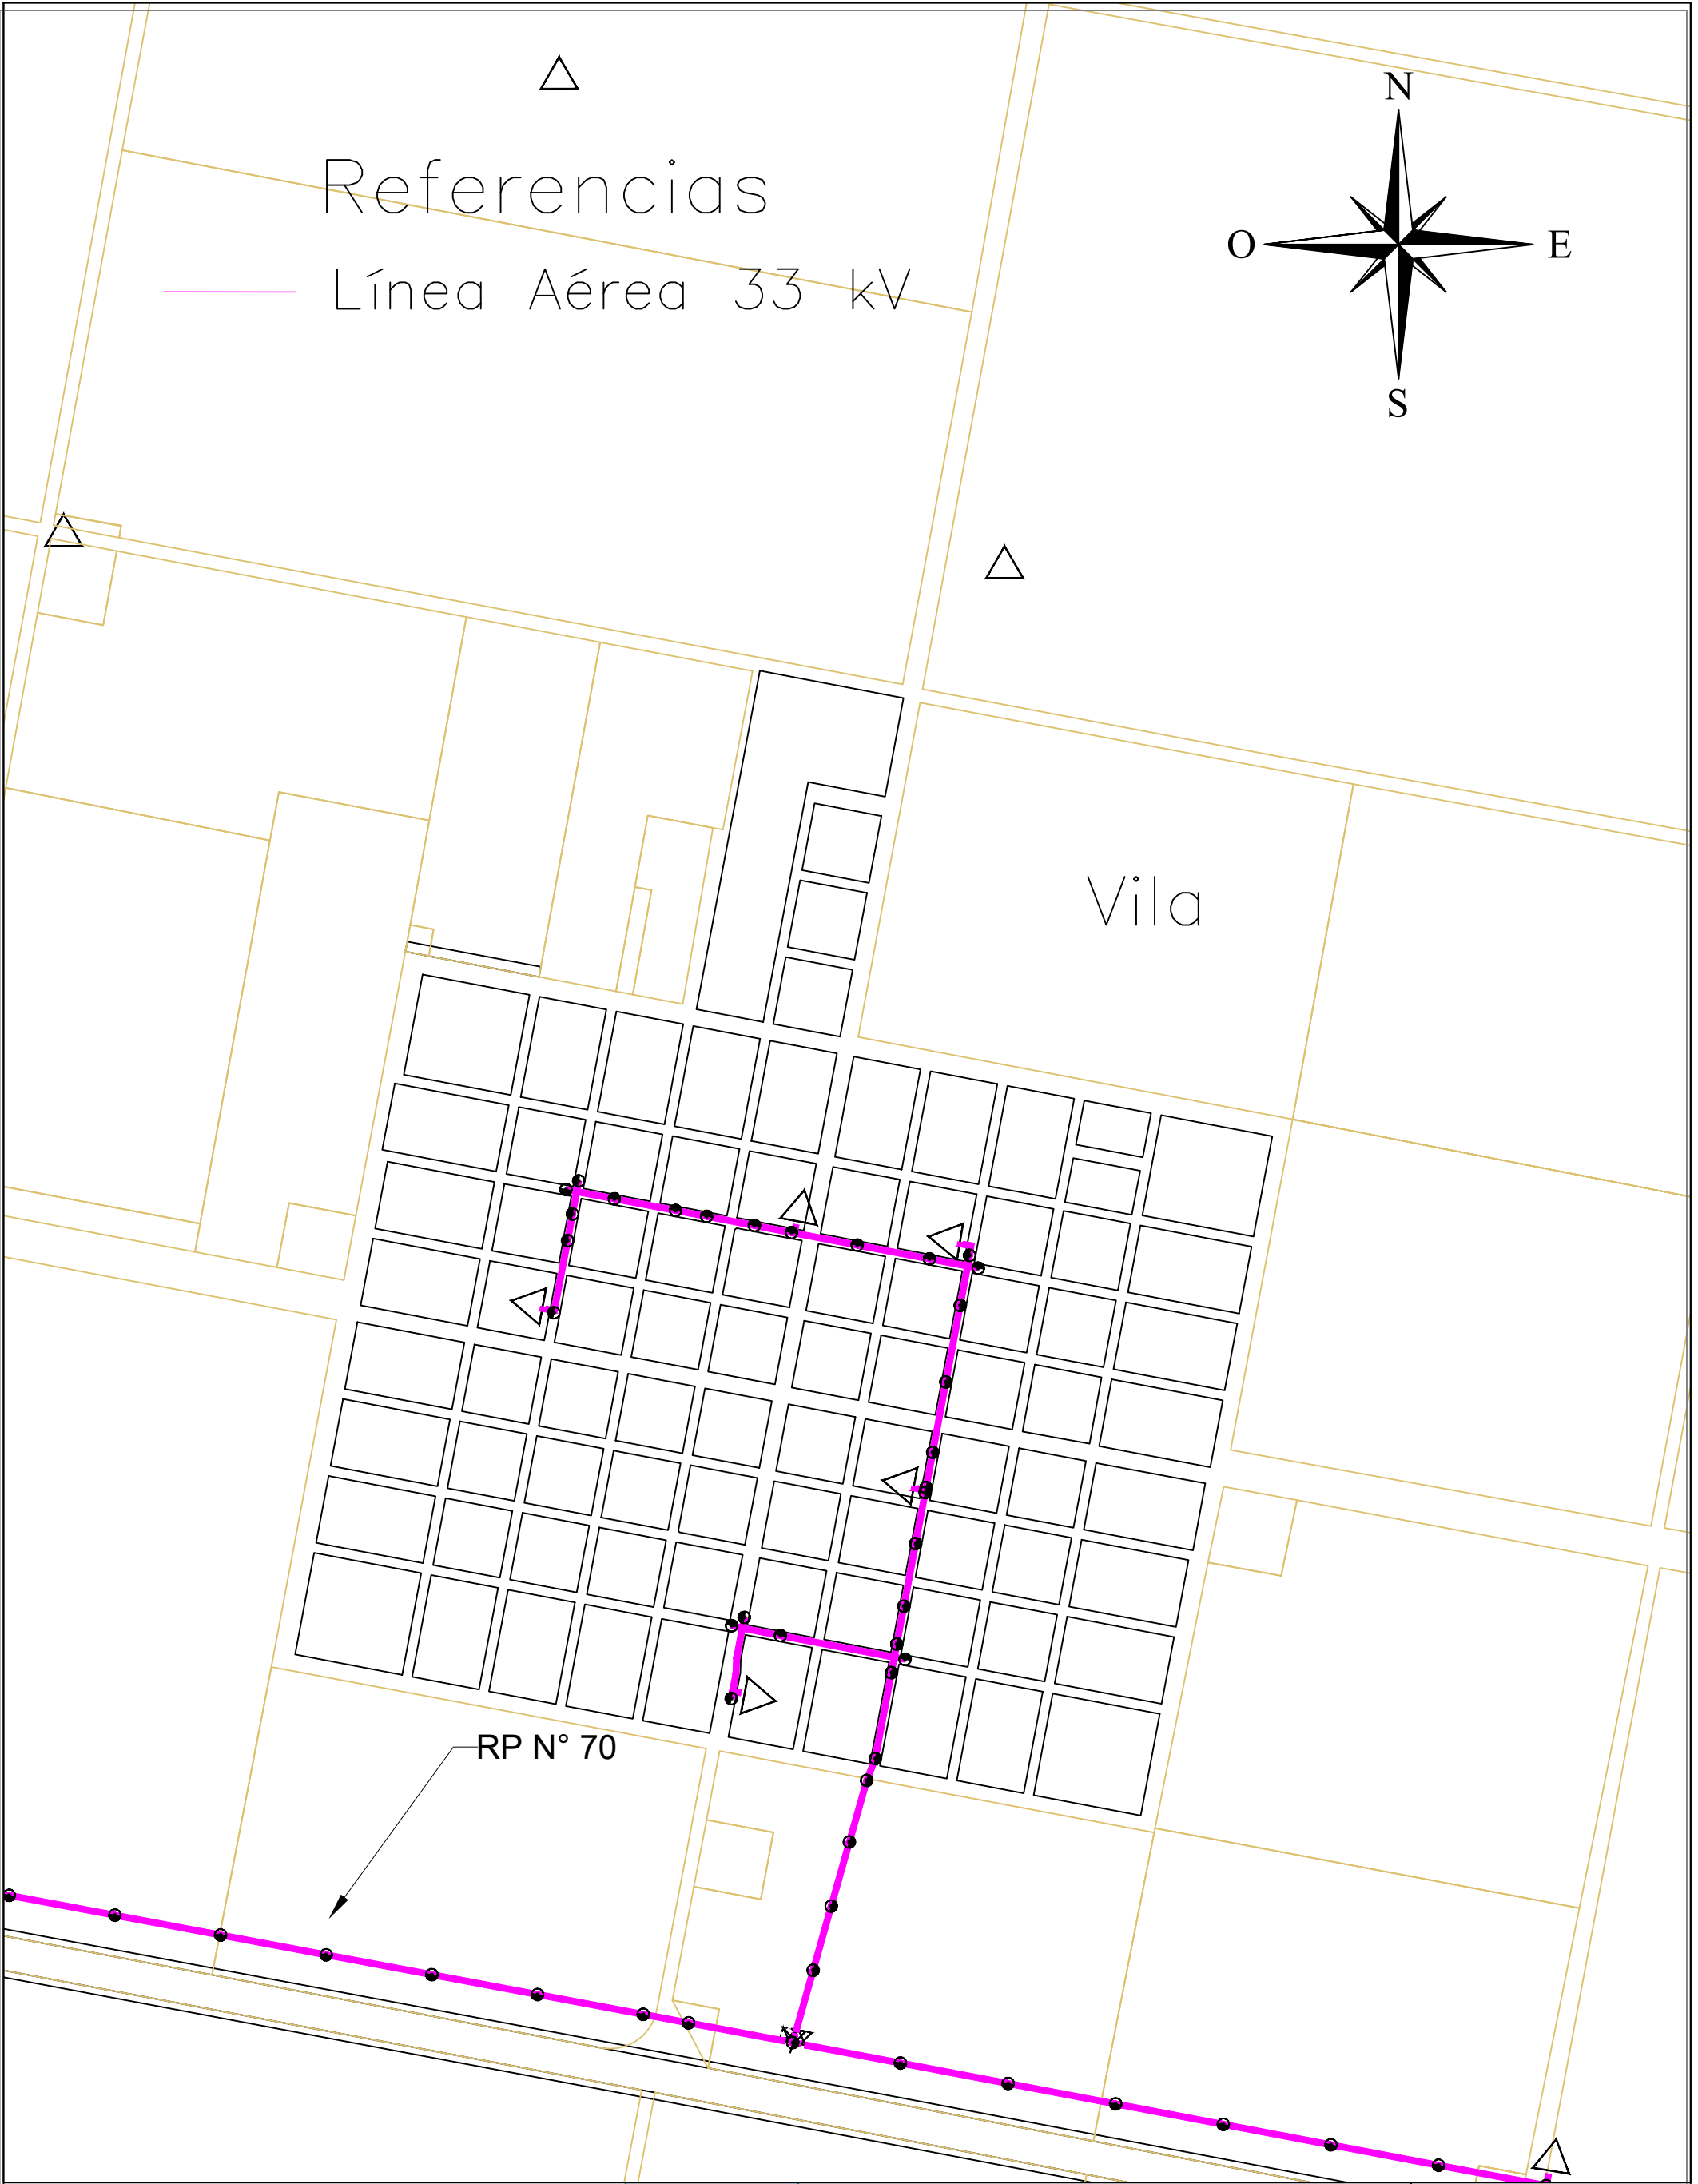 N
Referencias
O
E
Línea Aérea 33 kV
S
Vila
RP N° 70